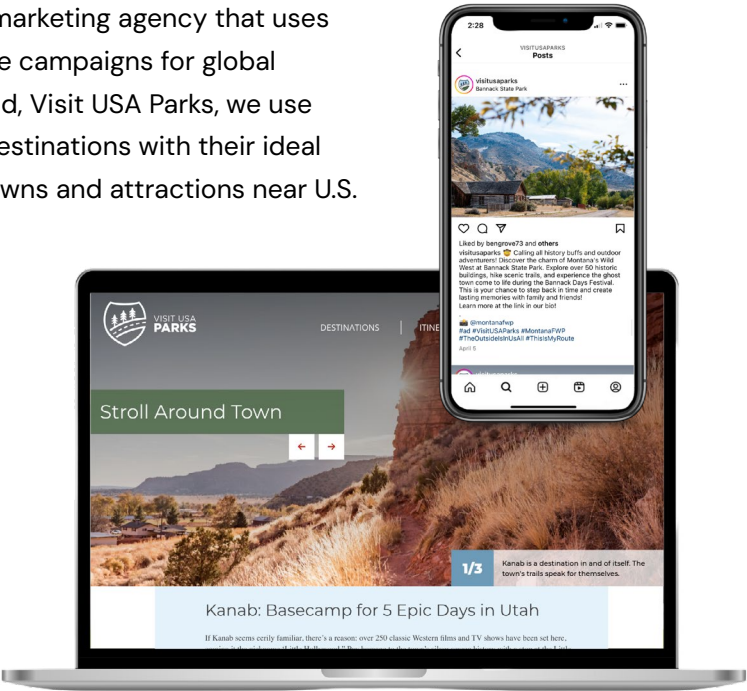 marketing agency that uses
e campaigns for global
d, Visit USA Parks, we use
estinations with their ideal
wns and attractions near U.S.
2:28
VISITUSAPARKS
Posts
visitusaparks
Bannack State Park
Liked by bengrove73 and others
visitusaparks 🤠 Calling all history buffs and outdoor
adventurers! Discover the charm of Montana's Wild
West at Bannack State Park. Explore over 50 historic
buildings, hike scenic trails, and experience the ghost
town come to life during the Bannack Days Festival.
This is your chance to step back in time and create
lasting memories with family and friends!
Learn more at the link in our bio!
.
📸 @montanafwp
#ad #VisitUSAParks #MontanaFWP
#TheOutsideIsInUsAll #ThisIsMyRoute
April 5
VISIT USA
PARKS
DESTINATIONS | ITINE
Stroll Around Town
1/3
Kanab is a destination in and of itself. The
town's trails speak for themselves.
Kanab: Basecamp for 5 Epic Days in Utah
If Kanab seems eerily familiar, there's a reason: over 250 classic Western films and TV shows have been set here,